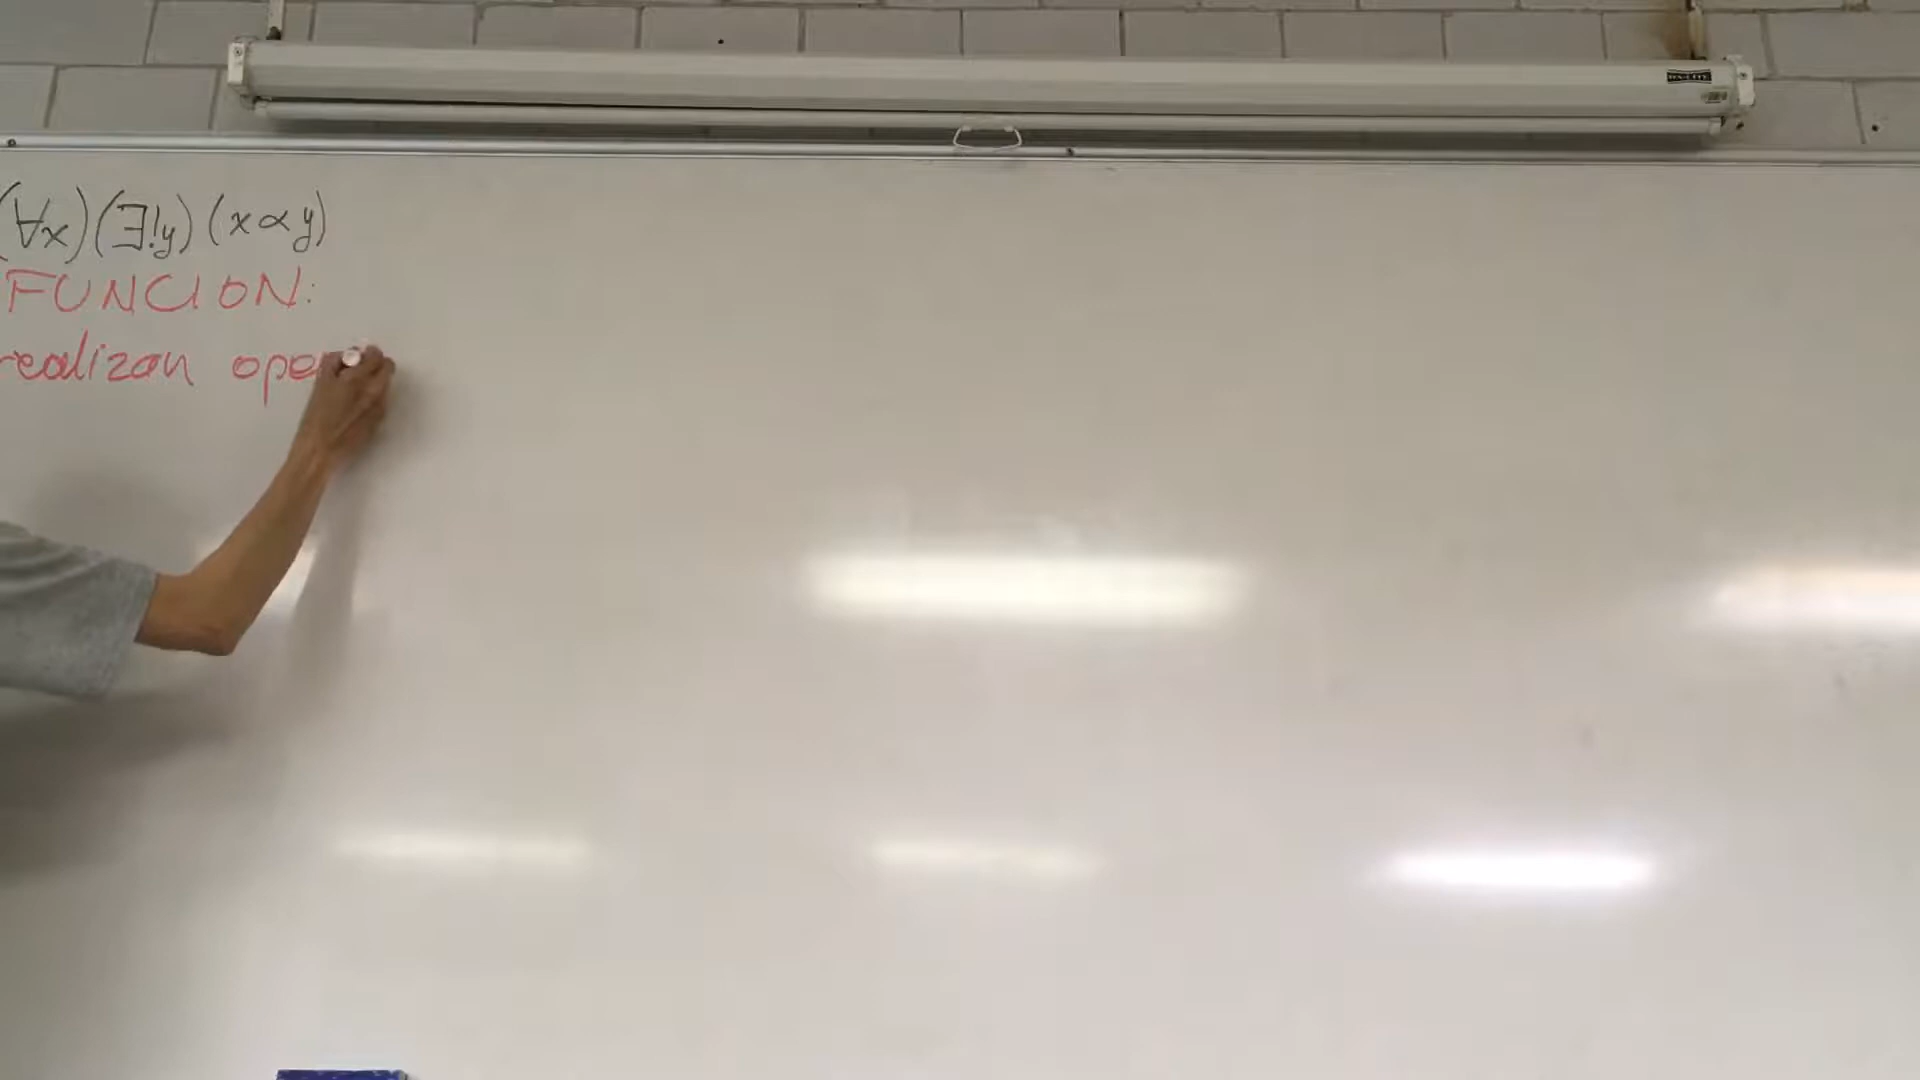 (∀x)(∃!y)(x∝y)
FUNCION:
realizan ope